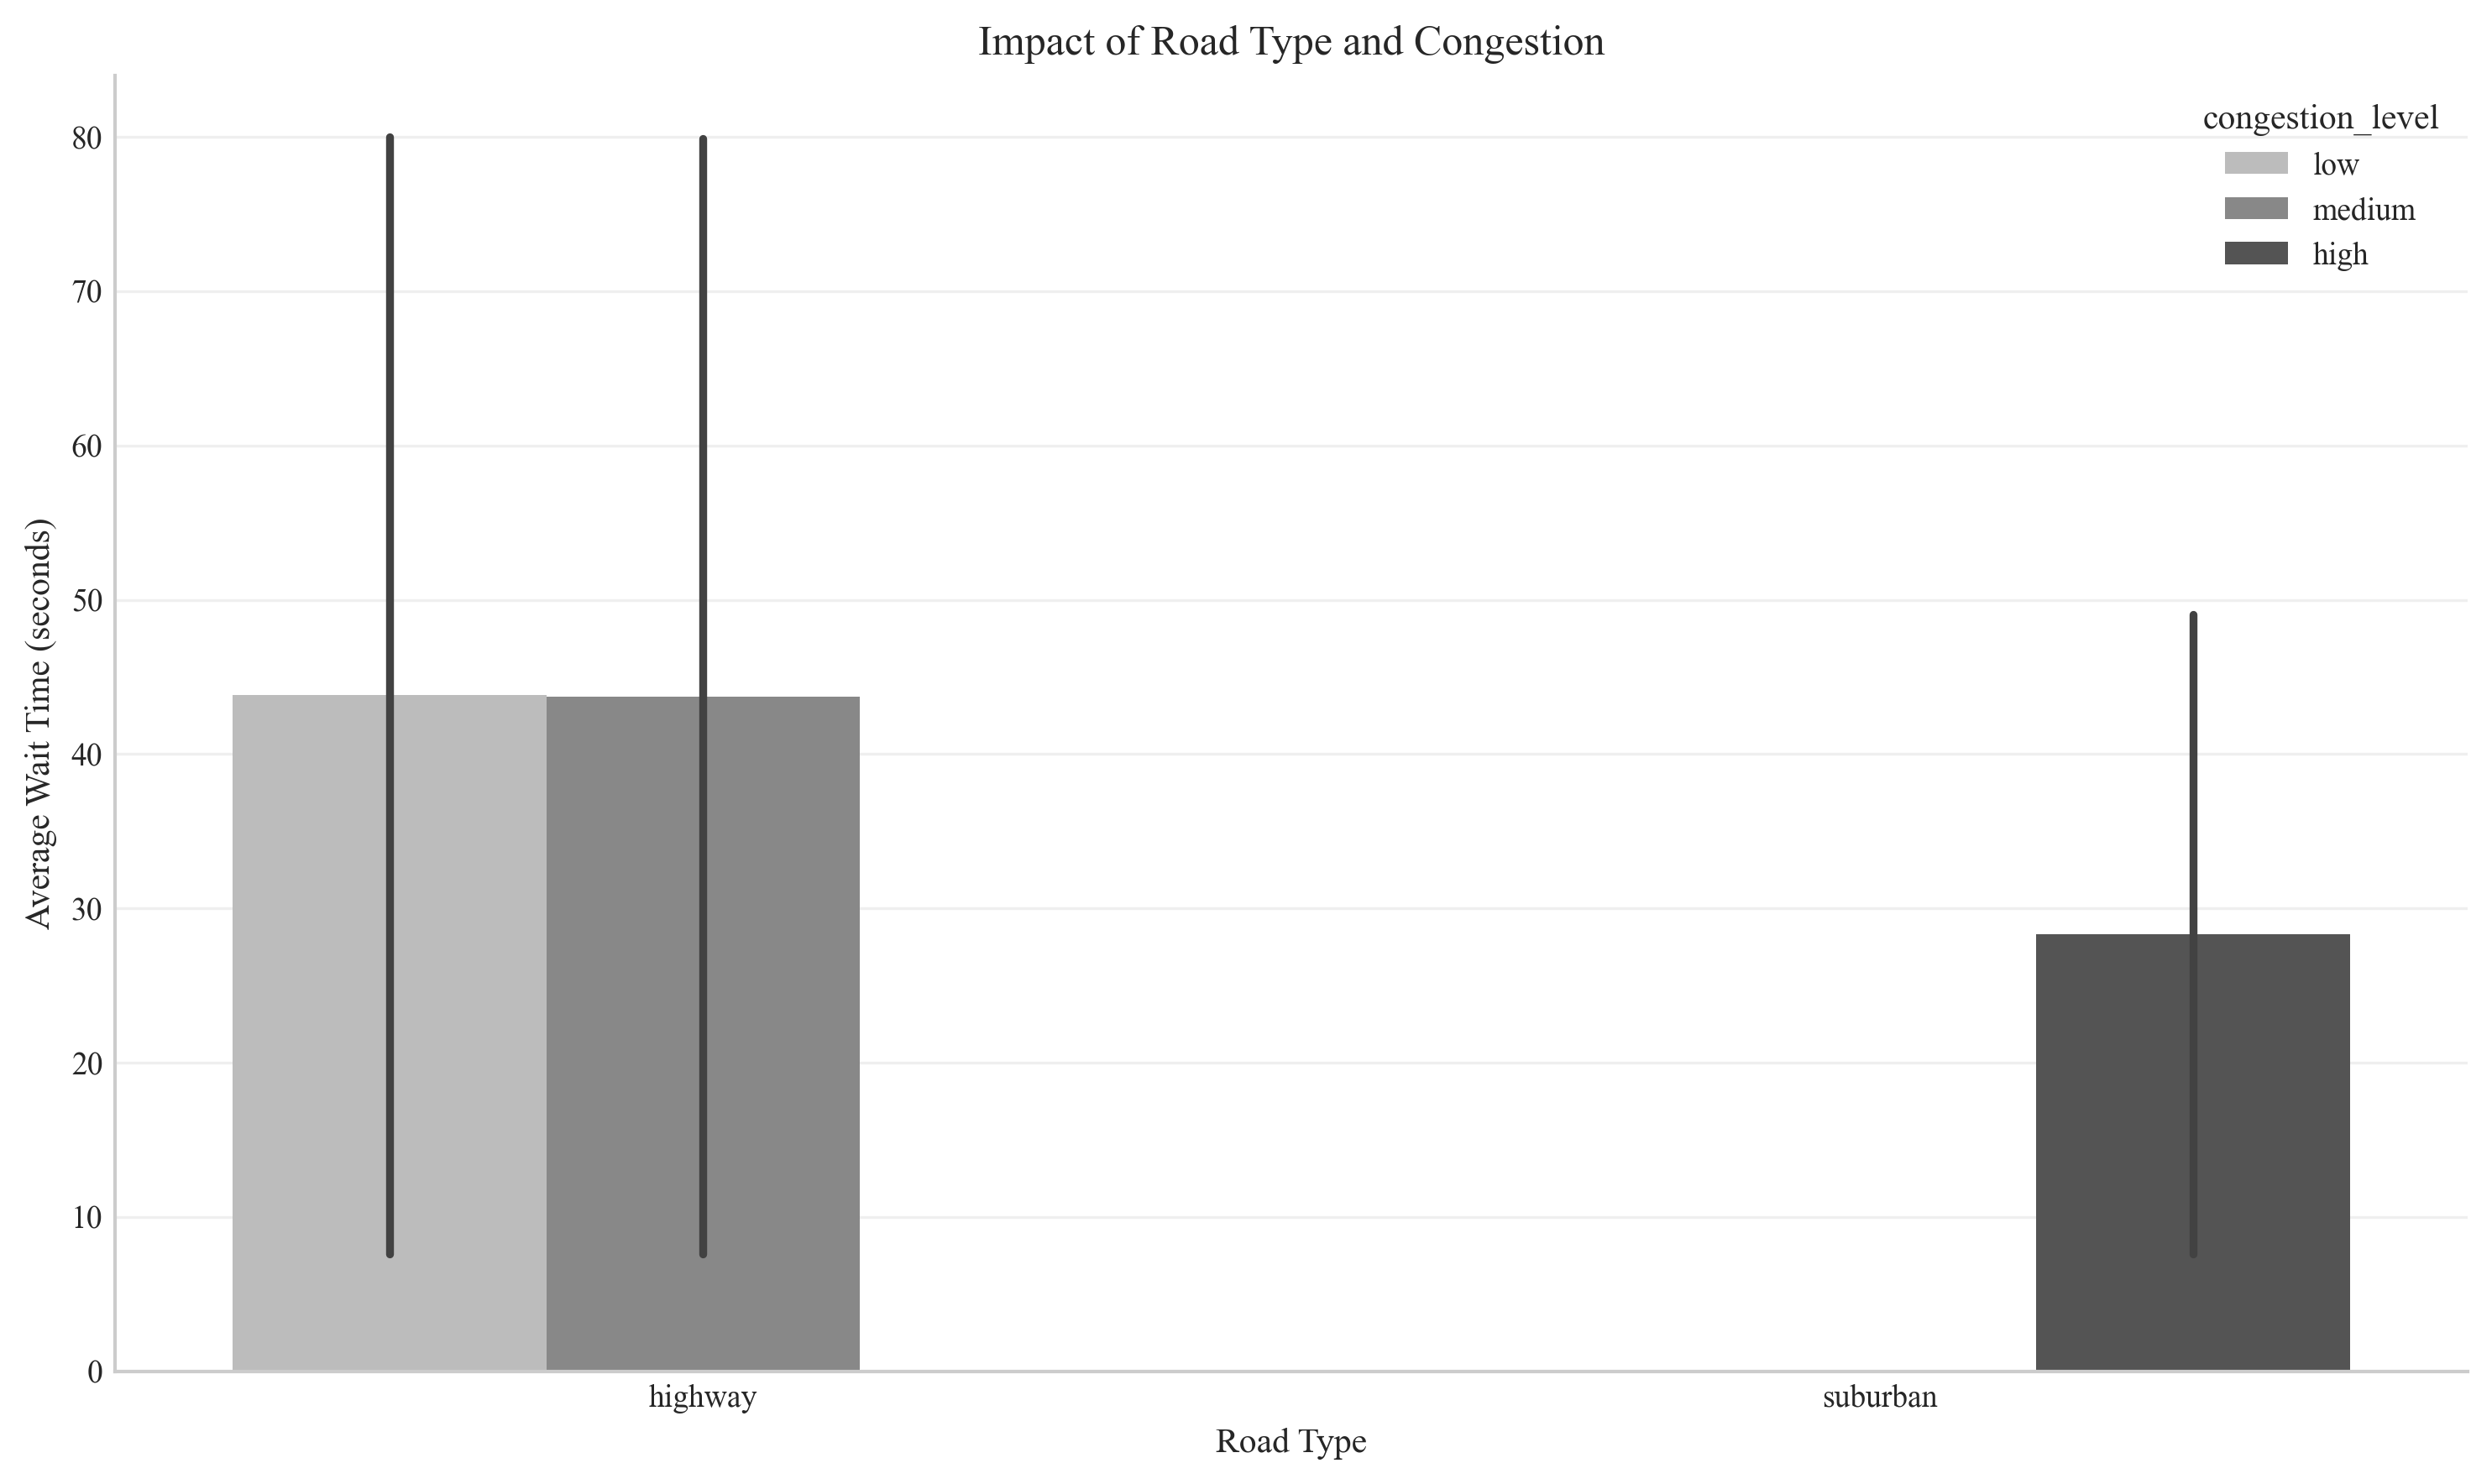 Impact of Road Type and Congestion
congestion_level
low
medium
high
80
70
60
50
40
30
20
10
0
Average Wait Time (seconds)
highway
suburban
Road Type